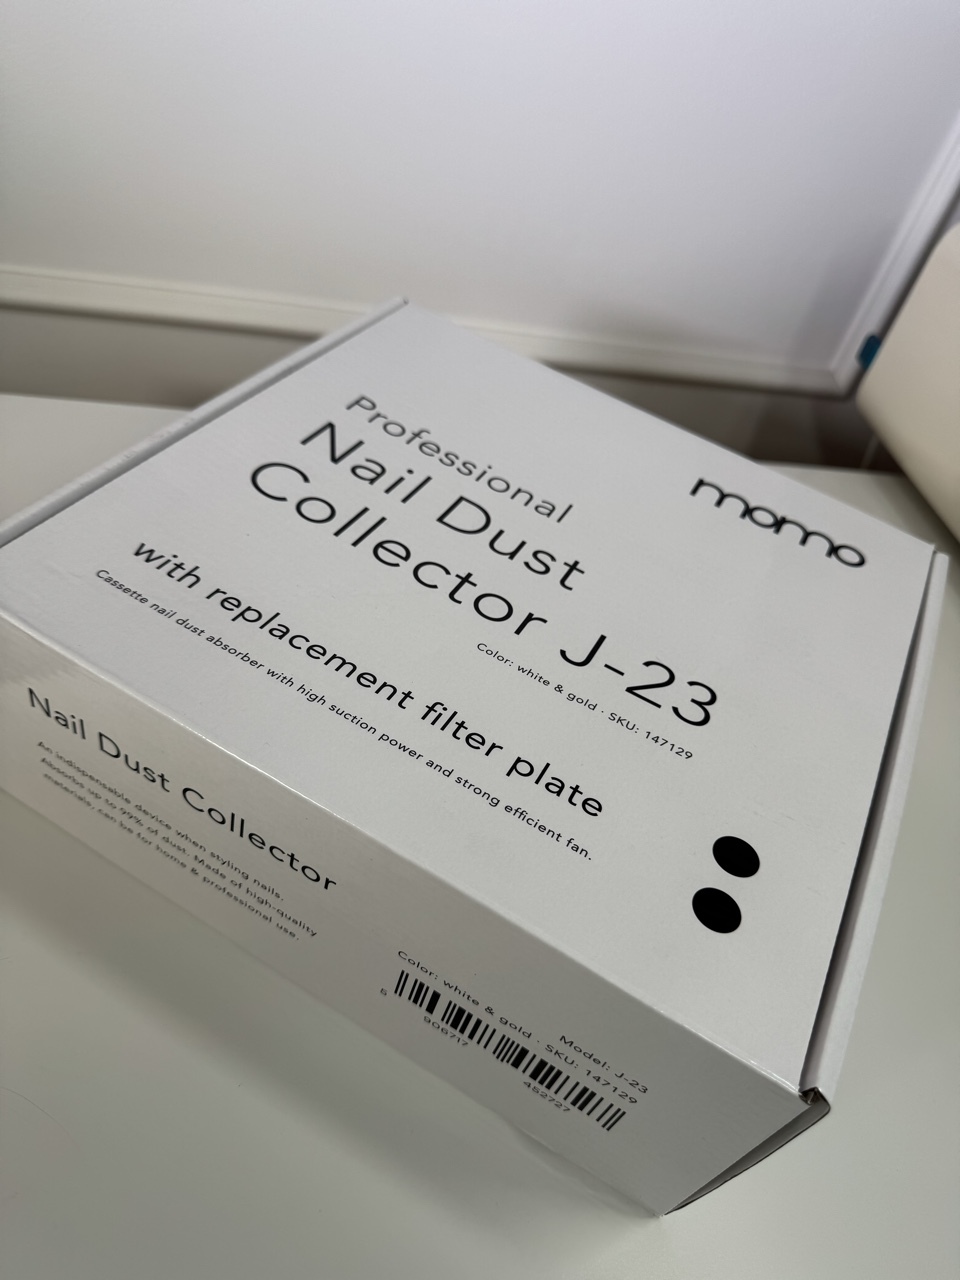 momo
Professional
Nail Dust
Collector J-23
Color: white & gold · SKU: 147129
with replacement filter plate
Cassette nail dust absorber with high suction power and strong efficient fan.
Nail Dust Collector
An indispensable device when styling nails.
Absorbs up to 99% of dust. Made of high-quality
materials, can be for home & professional use.
Model: J-23
Color: white & gold · SKU: 147129
5 906717 452727